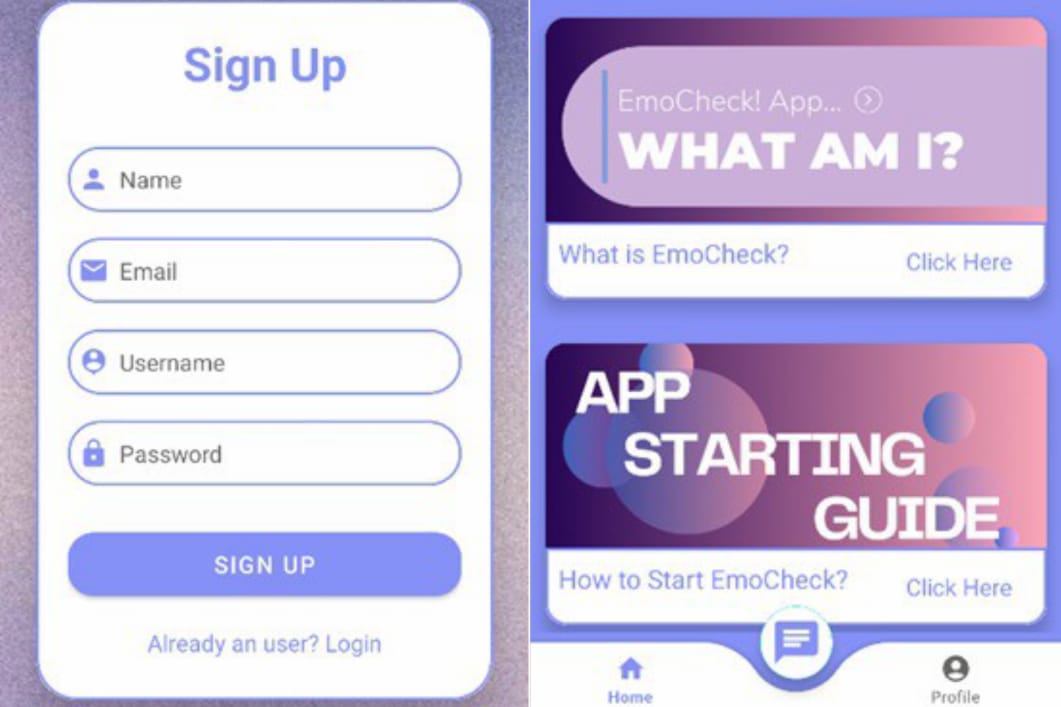 Sign Up
Name
Email
Username
Password
SIGN UP
Already an user? Login
EmoCheck! App...
WHAT AM I?
What is EmoCheck?
Click Here
APP
STARTING
GUIDE
How to Start EmoCheck?
Click Here
Home
Profile